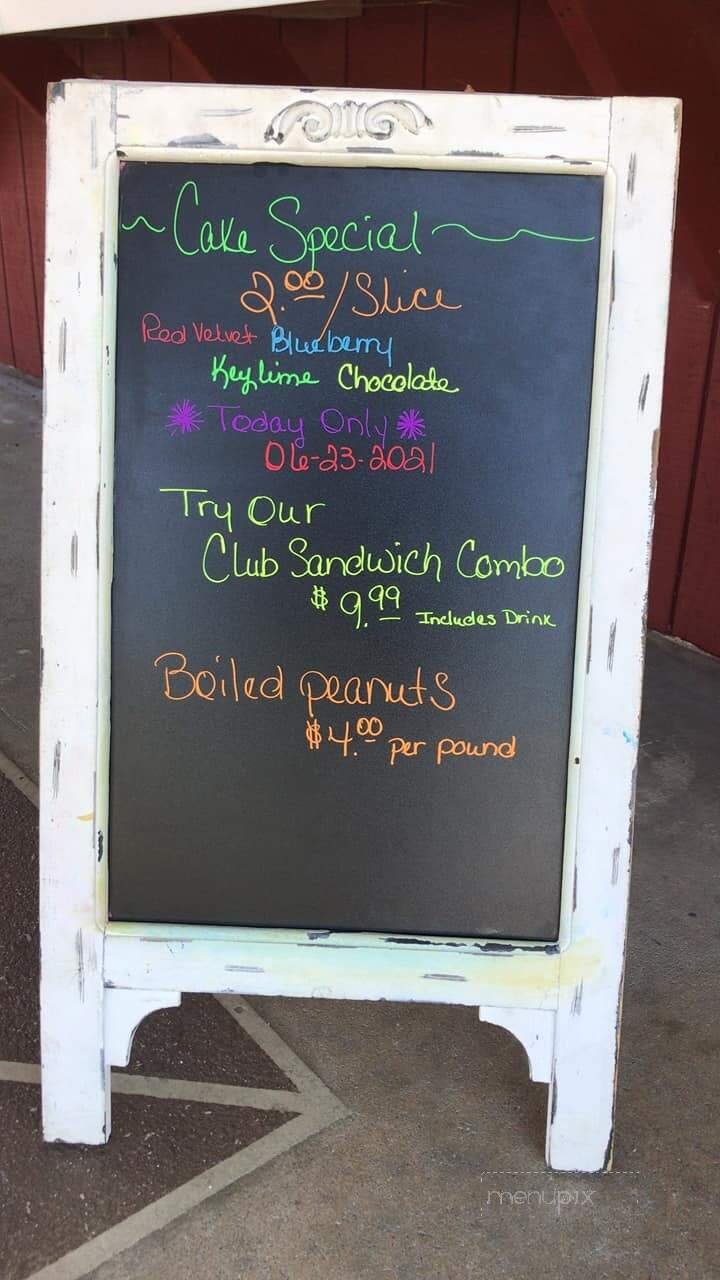 Cake Special
2.00/Slice
Red Velvet Blueberry
Keylime Chocolate
Today Only
06-23-2021
Try Our
Club Sandwich Combo
$9.99 Includes Drink
Boiled peanuts
$4.00 per pound
menupix